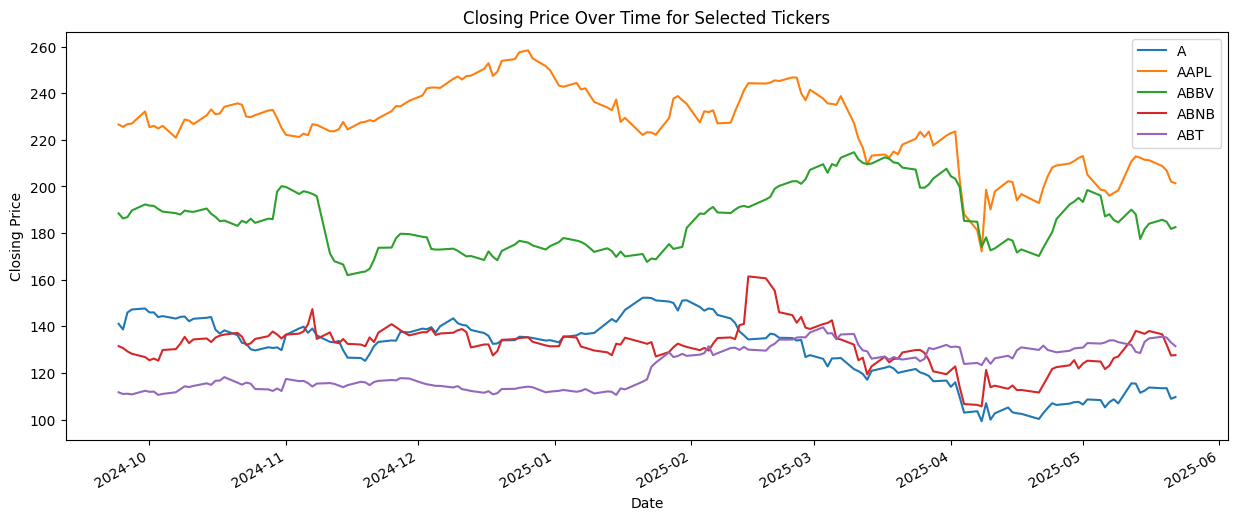 Closing Price Over Time for Selected Tickers
260
240
220
200
180
160
140
120
100
Closing Price
A
AAPL
ABBV
ABNB
ABT
2024-10
2024-11
2024-12
2025-01
2025-02
2025-03
2025-04
2025-05
2025-06
Date